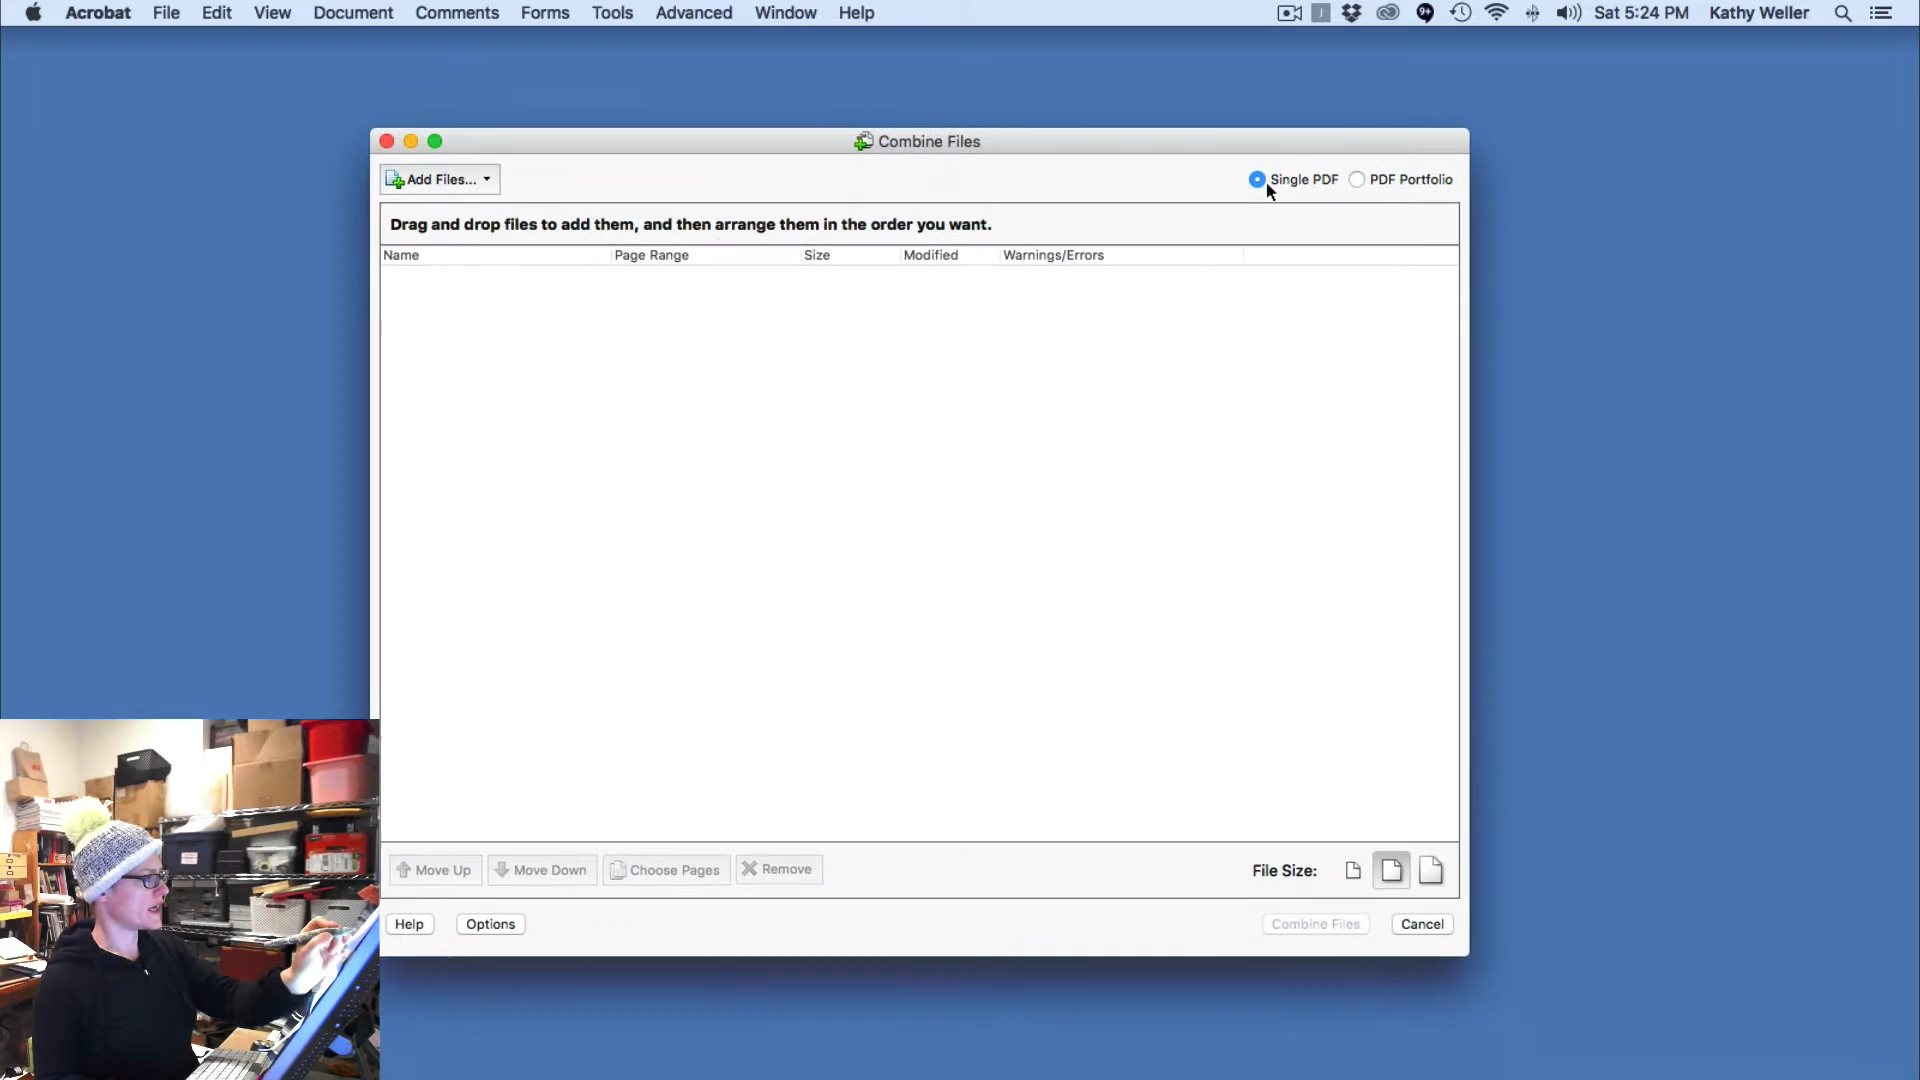 Acrobat File Edit View Document Comments Forms Tools Advanced Window Help 9+ Sat 5:24 PM Kathy Weller
Combine Files
Add Files... Single PDF PDF Portfolio
Drag and drop files to add them, and then arrange them in the order you want.
Name Page Range Size Modified Warnings/Errors
Move Up Move Down Choose Pages Remove File Size:
Help Options Combine Files Cancel